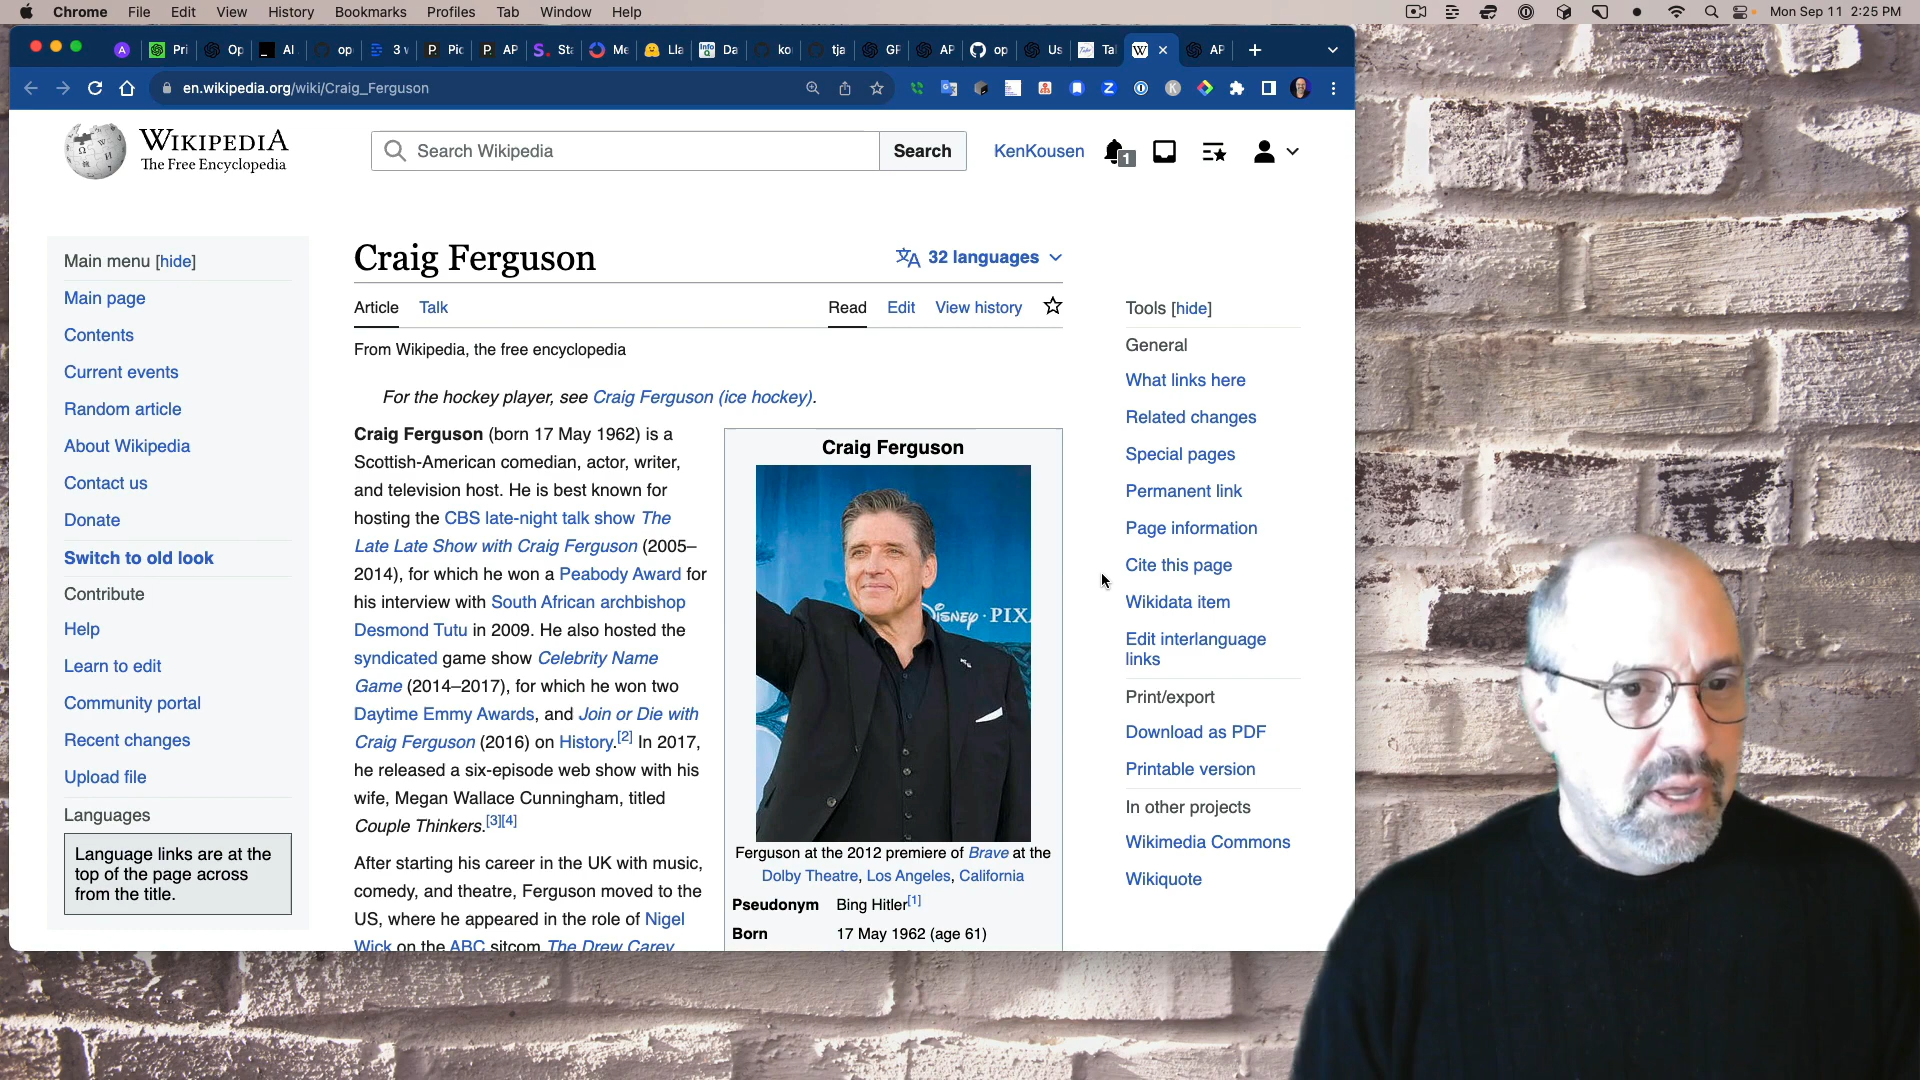 Chrome File Edit View History Bookmarks Profiles Tab Window Help
Mon Sep 11 2:25 PM
en.wikipedia.org/wiki/Craig_Ferguson
WIKIPEDIA
The Free Encyclopedia
Search Wikipedia
Search
KenKousen
1
Main menu [hide]
Main page
Contents
Current events
Random article
About Wikipedia
Contact us
Donate
Switch to old look
Contribute
Help
Learn to edit
Community portal
Recent changes
Upload file
Languages
Language links are at the
top of the page across
from the title.
Craig Ferguson
32 languages
Article Talk
Read Edit View history
From Wikipedia, the free encyclopedia
For the hockey player, see Craig Ferguson (ice hockey).
Craig Ferguson (born 17 May 1962) is a
Scottish-American comedian, actor, writer,
and television host. He is best known for
hosting the CBS late-night talk show The
Late Late Show with Craig Ferguson (2005–
2014), for which he won a Peabody Award for
his interview with South African archbishop
Desmond Tutu in 2009. He also hosted the
syndicated game show Celebrity Name
Game (2014–2017), for which he won two
Daytime Emmy Awards, and Join or Die with
Craig Ferguson (2016) on History.[2] In 2017,
he released a six-episode web show with his
wife, Megan Wallace Cunningham, titled
Couple Thinkers.[3][4]
After starting his career in the UK with music,
comedy, and theatre, Ferguson moved to the
US, where he appeared in the role of Nigel
Wick on the ABC sitcom The Drew Carey
Craig Ferguson
DISNEY · PIX
Ferguson at the 2012 premiere of Brave at the
Dolby Theatre, Los Angeles, California
Pseudonym Bing Hitler[1]
Born 17 May 1962 (age 61)
Tools [hide]
General
What links here
Related changes
Special pages
Permanent link
Page information
Cite this page
Wikidata item
Edit interlanguage
links
Print/export
Download as PDF
Printable version
In other projects
Wikimedia Commons
Wikiquote